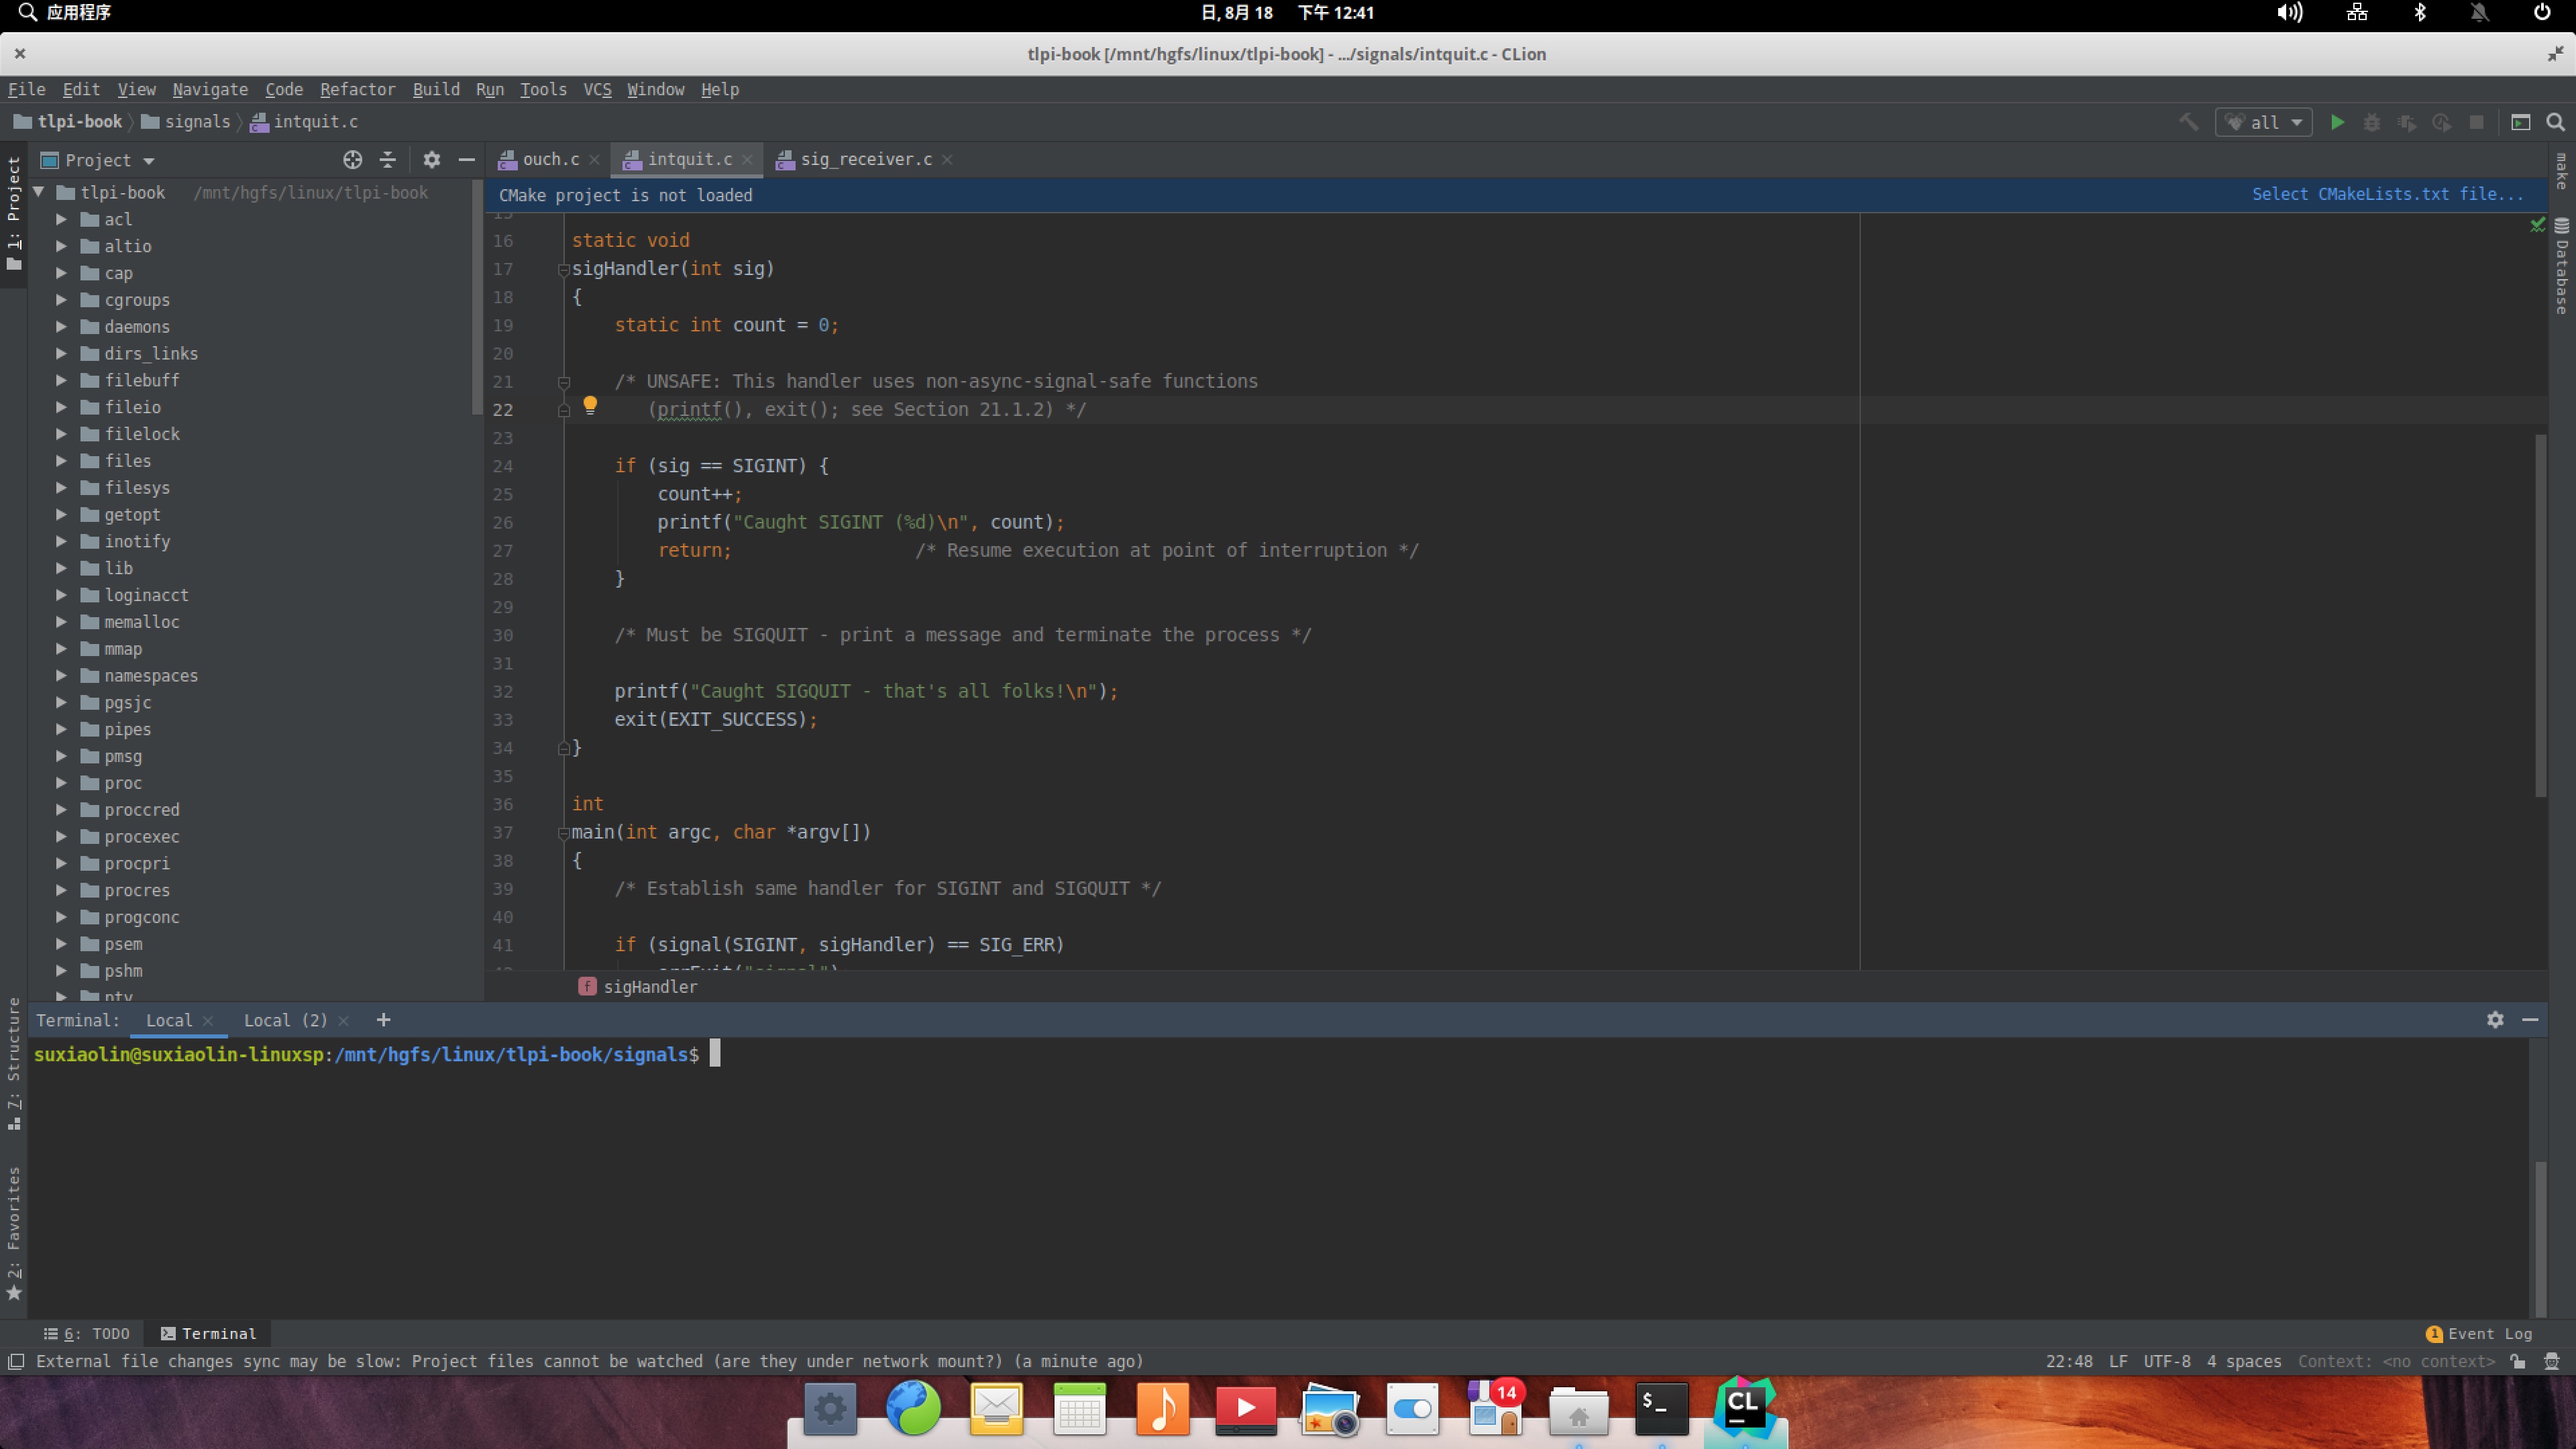 应用程序
日, 8月 18 下午 12:41
tlpi-book [/mnt/hgfs/linux/tlpi-book] - .../signals/intquit.c - CLion
File Edit View Navigate Code Refactor Build Run Tools VCS Window Help
tlpi-book signals intquit.c
all
1: Project
Project
tlpi-book /mnt/hgfs/linux/tlpi-book
acl
altio
cap
cgroups
daemons
dirs_links
filebuff
fileio
filelock
files
filesys
getopt
inotify
lib
loginacct
memalloc
mmap
namespaces
pgsjc
pipes
pmsg
proc
proccred
procexec
procpri
procres
progconc
psem
pshm
pty
ouch.c intquit.c sig_receiver.c
CMake project is not loaded
Select CMakeLists.txt file...
15
16 static void
17 sigHandler(int sig)
18 {
19 static int count = 0;
20
21 /* UNSAFE: This handler uses non-async-signal-safe functions
22 (printf(), exit(); see Section 21.1.2) */
23
24 if (sig == SIGINT) {
25 count++;
26 printf("Caught SIGINT (%d)\n", count);
27 return; /* Resume execution at point of interruption */
28 }
29
30 /* Must be SIGQUIT - print a message and terminate the process */
31
32 printf("Caught SIGQUIT - that's all folks!\n");
33 exit(EXIT_SUCCESS);
34 }
35
36 int
37 main(int argc, char *argv[])
38 {
39 /* Establish same handler for SIGINT and SIGQUIT */
40
41 if (signal(SIGINT, sigHandler) == SIG_ERR)
f sigHandler
make
Database
7: Structure
2: Favorites
Terminal: Local Local (2) +
suxiaolin@suxiaolin-linuxsp:/mnt/hgfs/linux/tlpi-book/signals$
6: TODO Terminal
1 Event Log
External file changes sync may be slow: Project files cannot be watched (are they under network mount?) (a minute ago)
22:48 LF UTF-8 4 spaces Context: <no context>
14
$_
CL